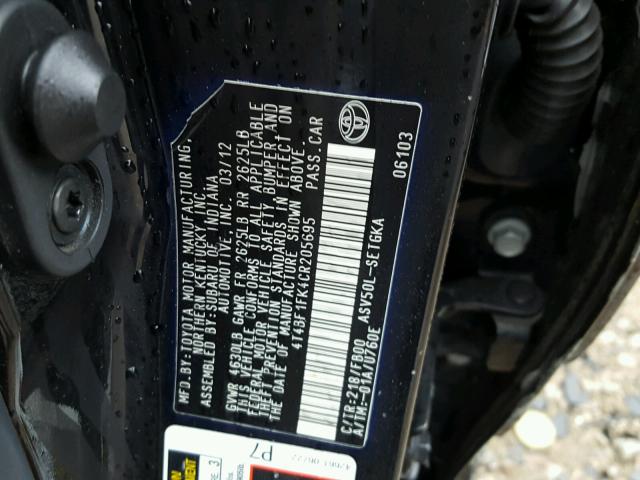 MFD.BY:TOYOTA MOTOR MANUFACTURING
NORTHERN KENTUCKY, INC.
ASSEMBLED BY:SUBARU OF INDIANA
AUTOMOTIVE, INC. 03/12
GVWR 4630LB GAWR FR 2625LB RR 2625LB
THIS VEHICLE CONFORMS TO ALL APPLICABLE
FEDERAL MOTOR VEHICLE SAFETY, BUMPER AND
THEFT PREVENTION STANDARDS IN EFFECT ON
THE DATE OF MANUFACTURE SHOWN ABOVE.
4T4BF1FK4CR205695 PASS.CAR
06103
C/TR:218/FB00 ASV50L-SETGKA
A/TM:-01A/U760E
P7
3